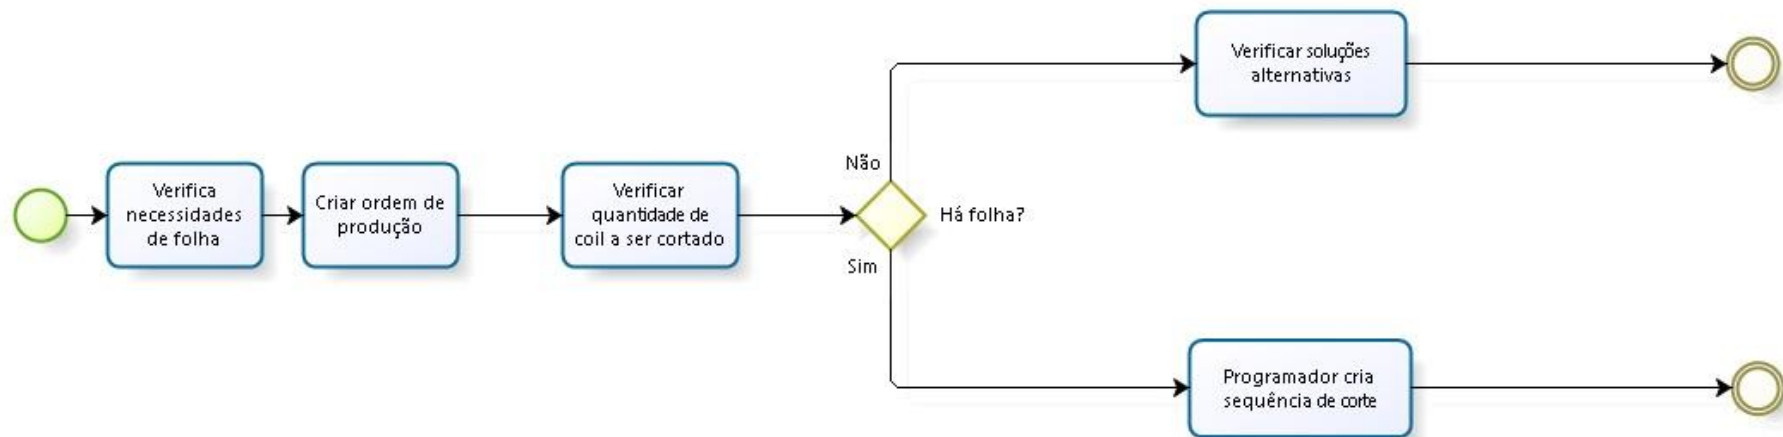 Verifica
necessidades
de folha
Criar ordem de
produção
Verificar
quantidade de
coil a ser cortado
Há folha?
Não
Verificar soluções
alternativas
Sim
Programador cria
sequência de corte